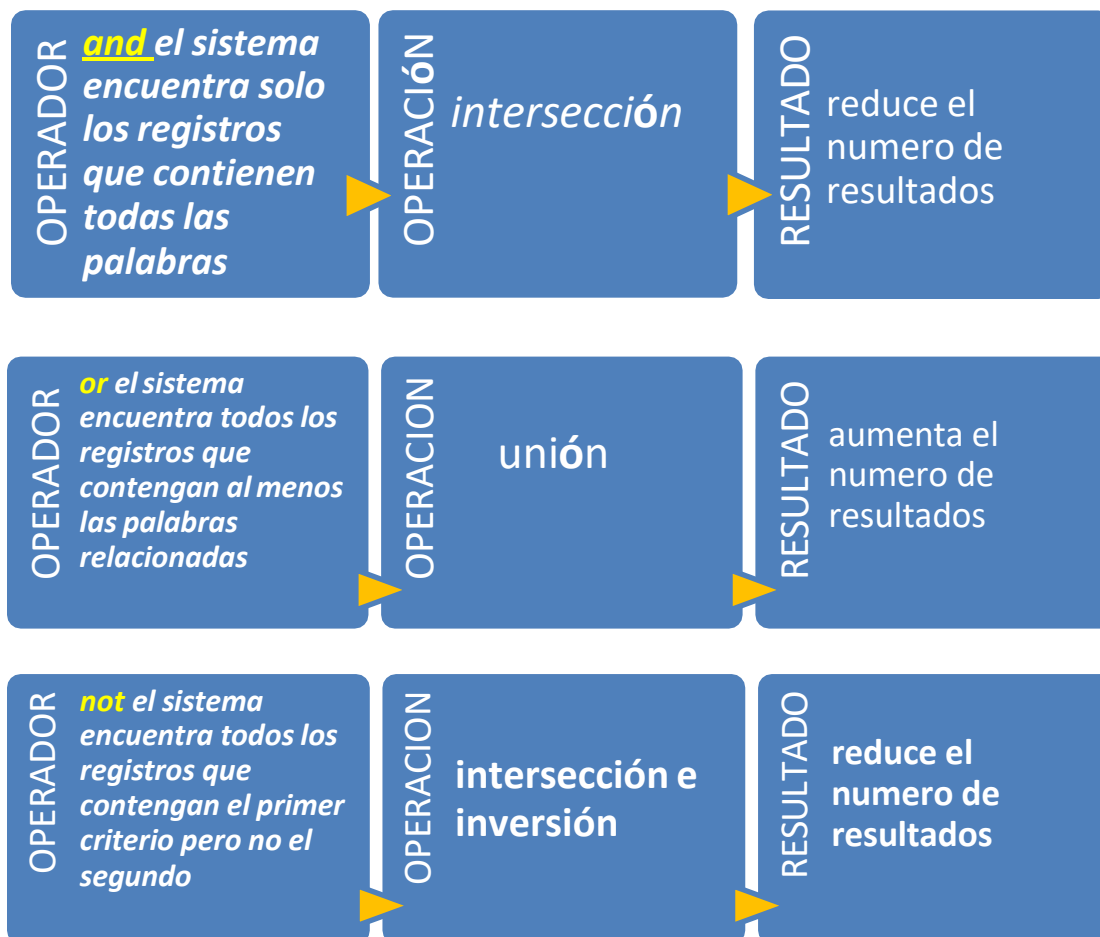 OPERADOR
and el sistema
encuentra solo
los registros
que contienen
todas las
palabras
OPERACIÓN
intersección
RESULTADO
reduce el
numero de
resultados
OPERADOR
or el sistema
encuentra todos los
registros que
contengan al menos
las palabras
relacionadas
OPERACION
unión
RESULTADO
aumenta el
numero de
resultados
OPERADOR
not el sistema
encuentra todos los
registros que
contengan el primer
criterio pero no el
segundo
OPERACION
intersección e
inversión
RESULTADO
reduce el
numero de
resultados